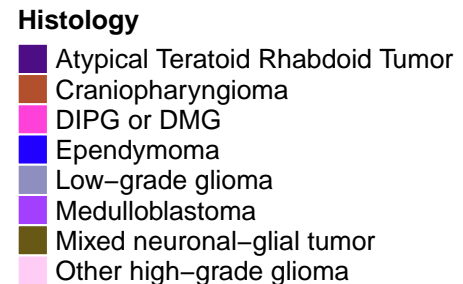 Histology
Atypical Teratoid Rhabdoid Tumor
Craniopharyngioma
DIPG or DMG
Ependymoma
Low−grade glioma
Medulloblastoma
Mixed neuronal−glial tumor
Other high−grade glioma